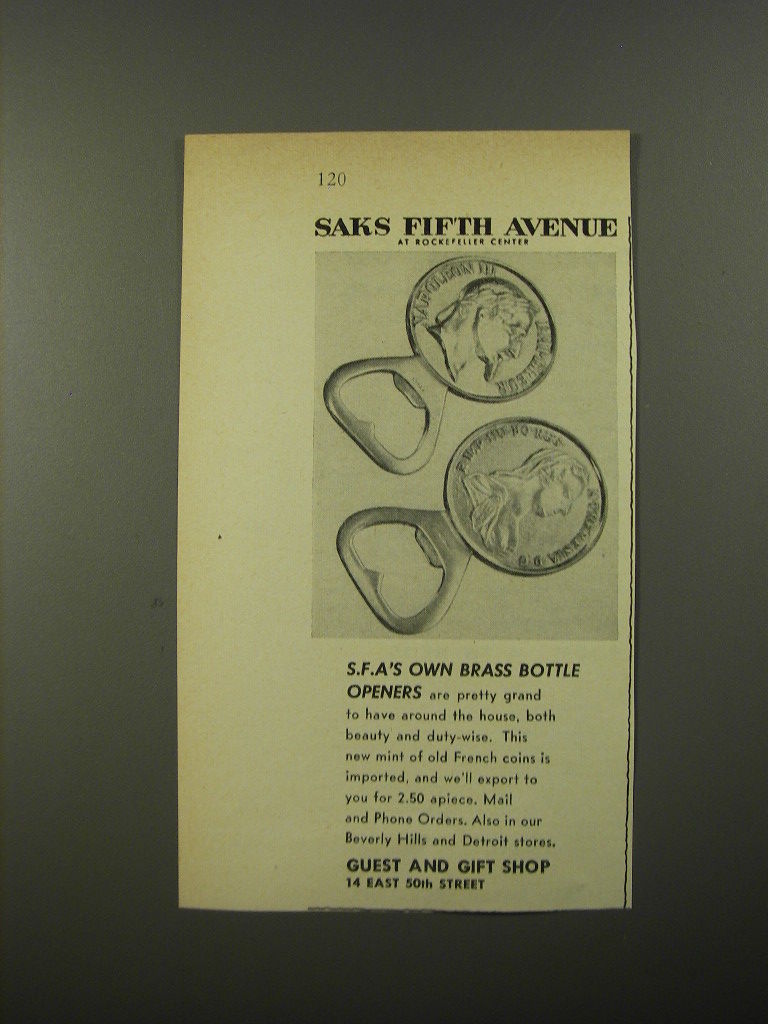 120
SAKS FIFTH AVENUE
AT ROCKEFELLER CENTER
NAPOLEON III
S.F.A'S OWN BRASS BOTTLE
OPENERS are pretty grand
to have around the house, both
beauty and duty-wise. This
new mint of old French coins is
imported, and we'll export to
you for 2.50 apiece. Mail
and Phone Orders. Also in our
Beverly Hills and Detroit stores.
GUEST AND GIFT SHOP
14 EAST 50th STREET